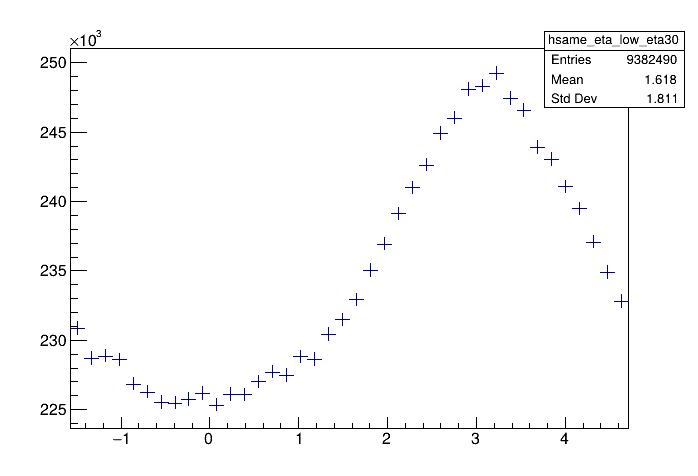 ×10³
hsame_eta_low_eta30
Entries 9382490
Mean 1.618
Std Dev 1.811
250
245
240
235
230
225
−1 0 1 2 3 4